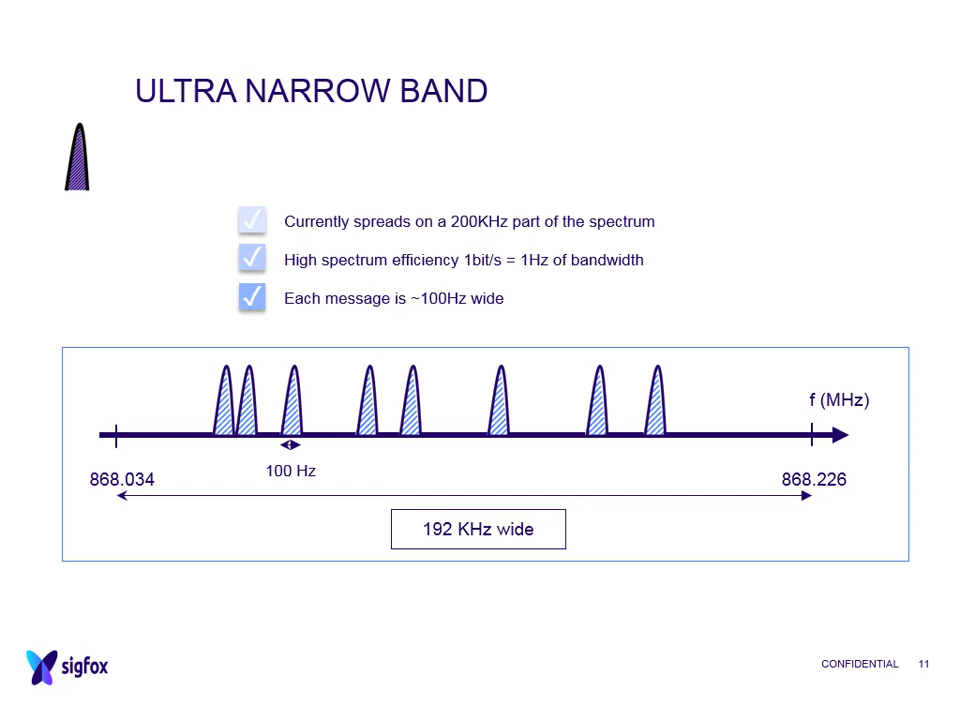 ULTRA NARROW BAND
Currently spreads on a 200KHz part of the spectrum
High spectrum efficiency 1bit/s = 1Hz of bandwidth
Each message is ~100Hz wide
f (MHz)
100 Hz
868.034
868.226
192 KHz wide
sigfox
CONFIDENTIAL 11